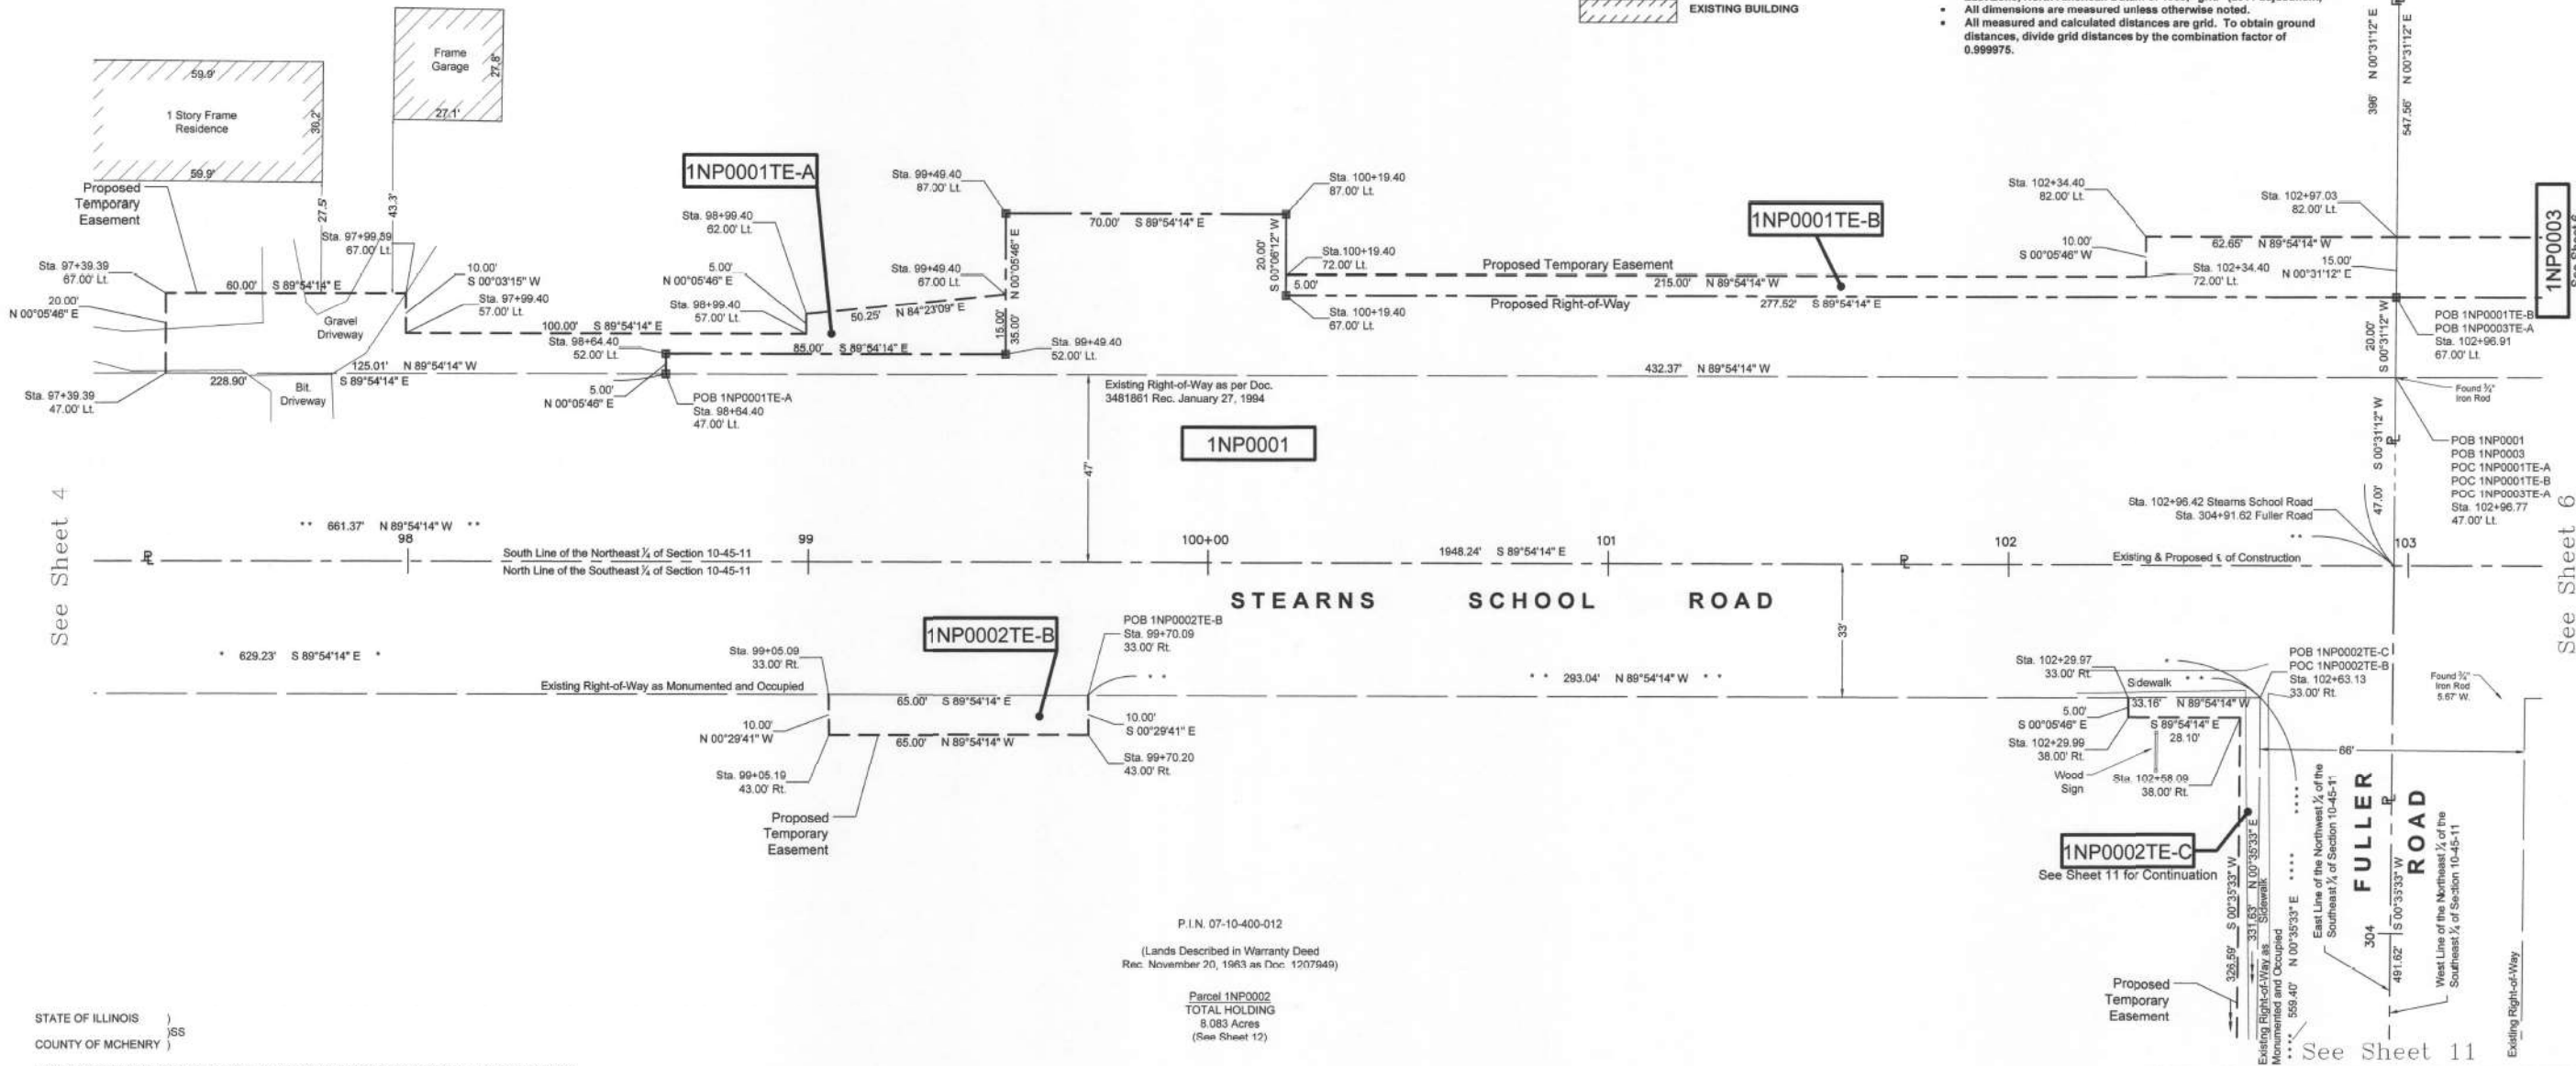 EXISTING BUILDING
• All dimensions are measured unless otherwise noted.
• All measured and calculated distances are grid. To obtain ground
distances, divide grid distances by the combination factor of
0.999975.
396' N 00°31'12" E
547.56' N 00°31'12" E
59.9'
1 Story Frame
Residence
30.2'
59.9'
Frame
Garage
27.8'
27.1'
27.5'
43.3'
Proposed
Temporary
Easement
Sta. 97+39.39
67.00' Lt.
20.00'
N 00°05'46" E
Sta. 97+39.39
47.00' Lt.
60.00' S 89°54'14" E
Sta. 97+99.39
67.00' Lt.
10.00'
S 00°03'15" W
Sta. 97+99.40
57.00' Lt.
Gravel
Driveway
Bit.
Driveway
125.01' N 89°54'14" W
228.90' S 89°54'14" E
100.00' S 89°54'14" E
1NP0001TE-A
Sta. 98+99.40
62.00' Lt.
5.00'
N 00°05'46" E
Sta. 98+99.40
57.00' Lt.
Sta. 98+64.40
52.00' Lt.
85.00' S 89°54'14" E
50.25' N 84°23'09" E
5.00'
N 00°05'46" E
POB 1NP0001TE-A
Sta. 98+64.40
47.00' Lt.
Sta. 99+49.40
87.00' Lt.
Sta. 99+49.40
67.00 Lt.
N 00°05'46" E
15.00'
35.00'
Sta. 99+49.40
52.00' Lt.
70.00' S 89°54'14" E
Sta. 100+19.40
87.00' Lt.
20.00'
S 00°06'12" W
Sta.100+19.40
72.00' Lt.
5.00'
Sta. 100+19.40
67.00' Lt.
1NP0001TE-B
Proposed Temporary Easement
215.00' N 89°54'14" W
Proposed Right-of-Way
277.52' S 89°54'14" E
Sta. 102+34.40
82.00' Lt.
10.00'
S 00°05'46" W
Sta. 102+34.40
72.00' Lt.
Sta. 102+97.03
82.00' Lt.
62.65' N 89°54'14" W
15.00'
N 00°31'12" E
1NP0003
See Sheet 6
POB 1NP0001TE-B
POB 1NP0003TE-A
Sta. 102+96.91
67.00' Lt.
20.00'
S 00°31'12" W
Found ¾"
Iron Rod
Existing Right-of-Way as per Doc.
3481861 Rec. January 27, 1994
432.37' N 89°54'14" W
47'
1NP0001
POB 1NP0001
POB 1NP0003
POC 1NP0001TE-A
POC 1NP0001TE-B
POC 1NP0003TE-A
Sta. 102+96.77
47.00' Lt.
47.00' S 00°31'12" W
Sta. 102+96.42 Stearns School Road
Sta. 304+91.62 Fuller Road
See Sheet 4
** 661.37' N 89°54'14" W **
98
99
100+00
101
102
103
South Line of the Northeast ¼ of Section 10-45-11
North Line of the Southeast ¼ of Section 10-45-11
1948.24' S 89°54'14" E
**
Existing & Proposed ℄ of Construction
See Sheet 6
STEARNS SCHOOL ROAD
* 629.23' S 89°54'14" E *
Existing Right-of-Way as Monumented and Occupied
1NP0002TE-B
Sta. 99+05.09
33.00' Rt.
POB 1NP0002TE-B
Sta. 99+70.09
33.00' Rt.
65.00' S 89°54'14" E
10.00'
N 00°29'41" W
65.00' N 89°54'14" W
10.00'
S 00°29'41" E
Sta. 99+05.19
43.00' Rt.
Sta. 99+70.20
43.00' Rt.
Proposed
Temporary
Easement
* *
* * 293.04' N 89°54'14" W * *
33'
Sta. 102+29.97
33.00' Rt.
*
* *
Sidewalk
POB 1NP0002TE-C
POC 1NP0002TE-B
Sta. 102+63.13
33.00' Rt.
Found ¾"
Iron Rod
5.67' W.
33.16' N 89°54'14" W
5.00'
S 00°05'46" E
S 89°54'14" E
28.10'
Sta. 102+29.99
38.00' Rt.
Wood
Sign
Sta. 102+58.09
38.00' Rt.
66'
1NP0002TE-C
See Sheet 11 for Continuation
326.59' S 00°35'33" W
331.63' N 00°35'33" E
Sidewalk
Existing Right-of-Way as
Monumented and Occupied
**** 559.40' N 00°35'33" E ****
East Line of the Northwest ¼ of the
Southeast ¼ of Section 10-45-11
FULLER
ROAD
304
491.62' S 00°35'33" W
West Line of the Northeast ¼ of the
Southeast ¼ of Section 10-45-11
Existing Right-of-Way
Proposed
Temporary
Easement
See Sheet 11
P.I.N. 07-10-400-012
(Lands Described in Warranty Deed
Rec. November 20, 1963 as Doc. 1207949)
Parcel 1NP0002
TOTAL HOLDING
8.083 Acres
(See Sheet 12)
STATE OF ILLINOIS )
)SS
COUNTY OF MCHENRY )